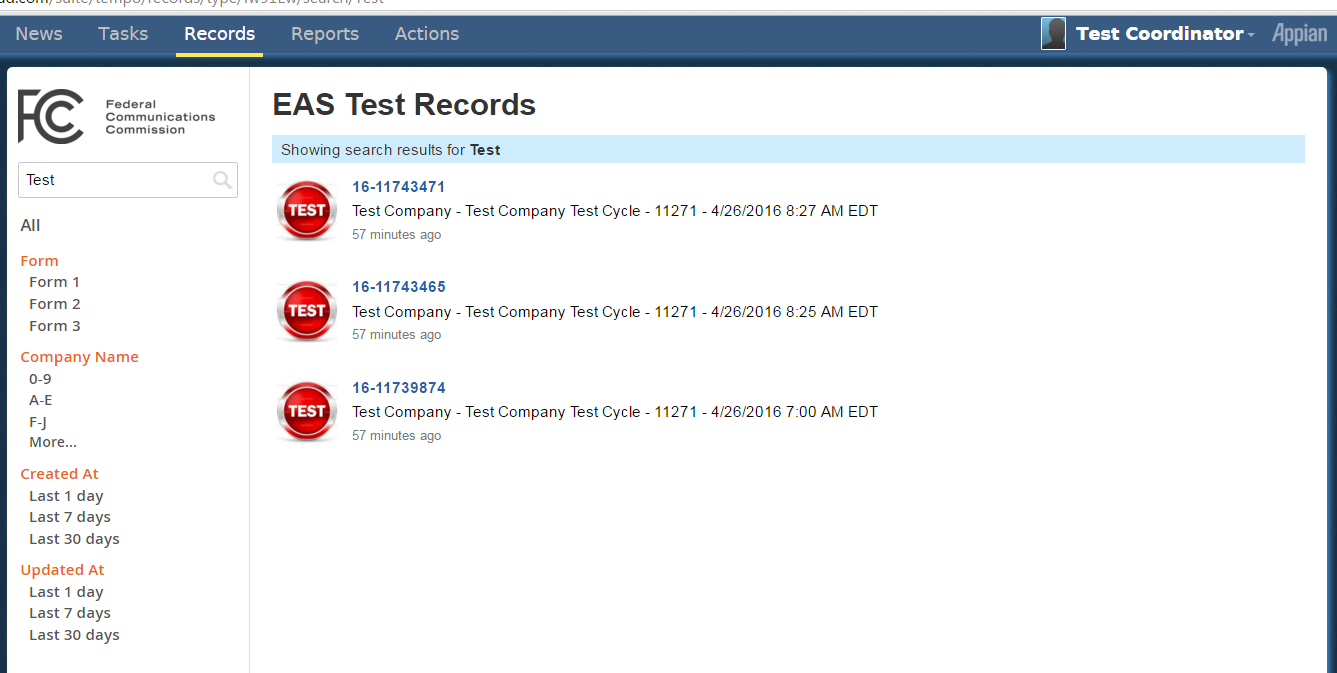 News Tasks Records Reports Actions Test Coordinator Appian
FCC Federal
Communications
Commission
Test
All
Form
Form 1
Form 2
Form 3
Company Name
0-9
A-E
F-J
More...
Created At
Last 1 day
Last 7 days
Last 30 days
Updated At
Last 1 day
Last 7 days
Last 30 days
EAS Test Records
Showing search results for Test
TEST
16-11743471
Test Company - Test Company Test Cycle - 11271 - 4/26/2016 8:27 AM EDT
57 minutes ago
TEST
16-11743465
Test Company - Test Company Test Cycle - 11271 - 4/26/2016 8:25 AM EDT
57 minutes ago
TEST
16-11739874
Test Company - Test Company Test Cycle - 11271 - 4/26/2016 7:00 AM EDT
57 minutes ago